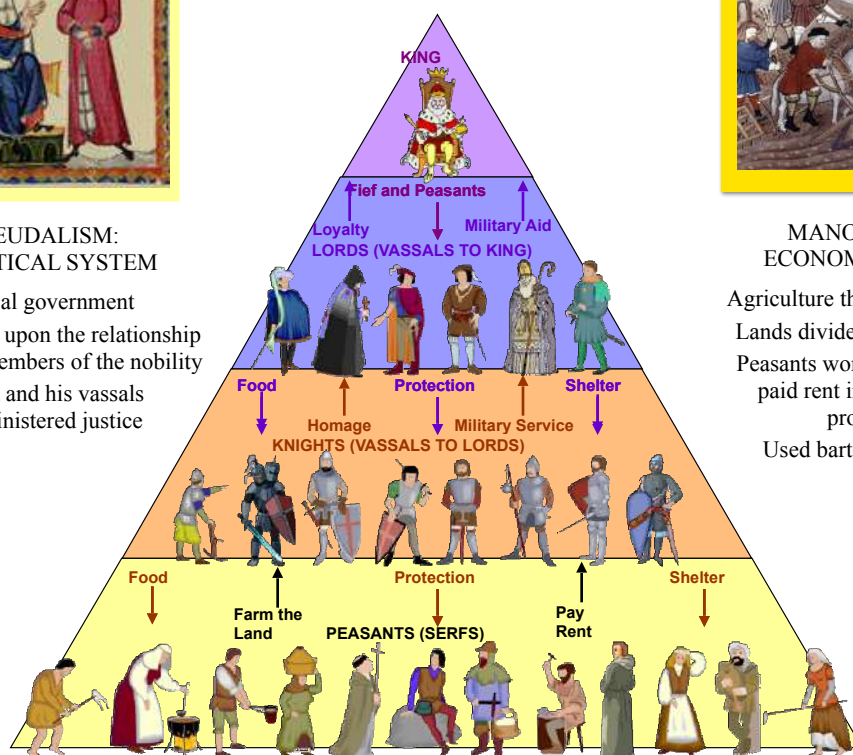 KING
Fief and Peasants
Loyalty
Military Aid
LORDS (VASSALS TO KING)
Food
Protection
Shelter
Homage
Military Service
KNIGHTS (VASSALS TO LORDS)
Food
Protection
Shelter
Farm the
Land
Pay
Rent
PEASANTS (SERFS)
EUDALISM:
TICAL SYSTEM
al government
upon the relationship
embers of the nobility
and his vassals
inistered justice
MANO
ECONOM
Agriculture th
Lands divide
Peasants wor
paid rent i
pro
Used bart